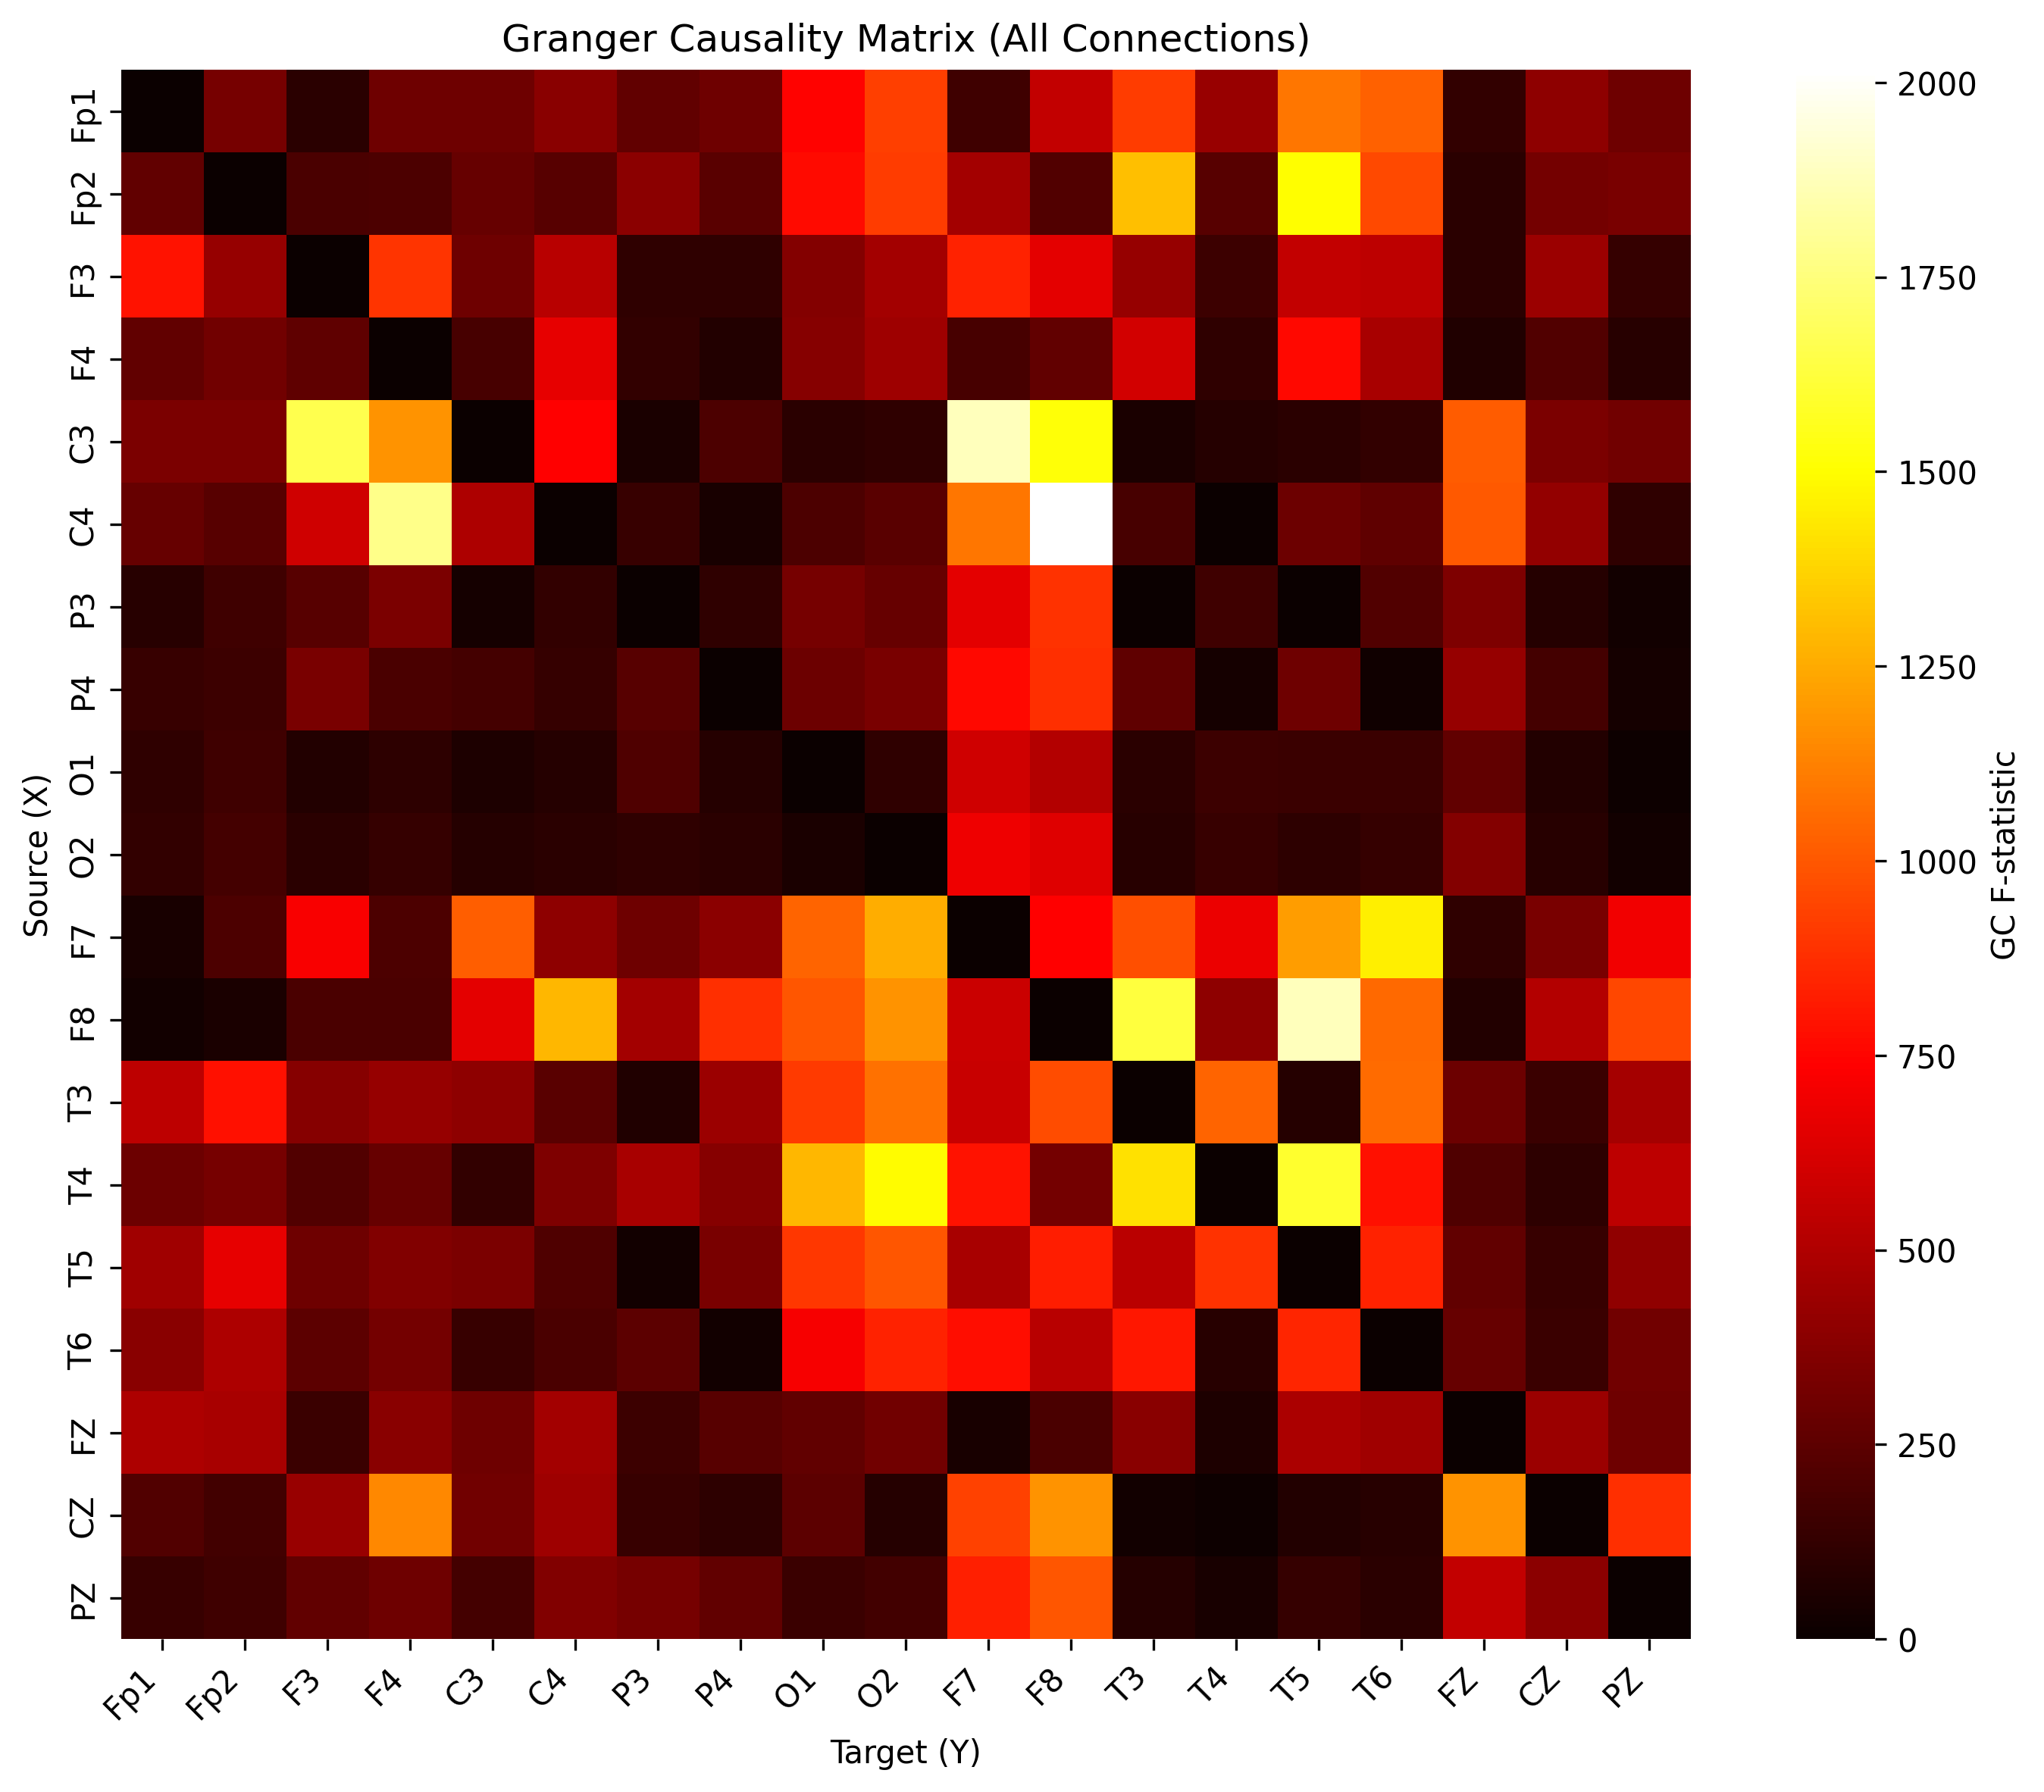 Granger Causality Matrix (All Connections)
Source (X)
Fp1
Fp2
F3
F4
C3
C4
P3
P4
O1
O2
F7
F8
T3
T4
T5
T6
FZ
CZ
PZ
Fp1 Fp2 F3 F4 C3 C4 P3 P4 O1 O2 F7 F8 T3 T4 T5 T6 FZ CZ PZ
Target (Y)
2000
1750
1500
1250
1000
750
500
250
0
GC F-statistic